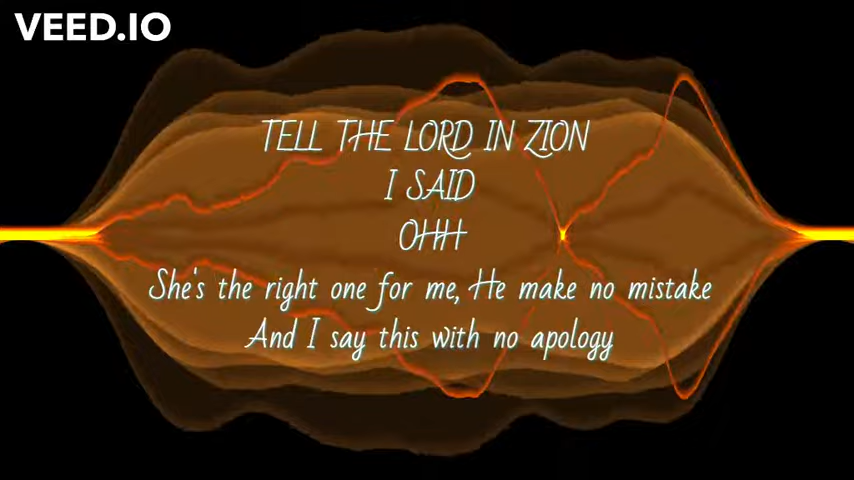 VEED.IO
TELL THE LORD IN ZION
I SAID
OHH
She's the right one for me, He make no mistake
And I say this with no apology